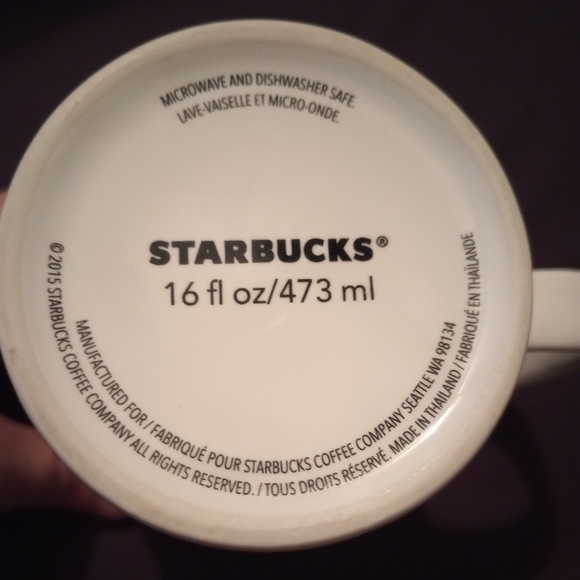 MICROWAVE AND DISHWASHER SAFE.
LAVE-VAISELLE ET MICRO-ONDE.
STARBUCKS®
16 fl oz/473 ml
MANUFACTURED FOR / FABRIQUÉ POUR STARBUCKS COFFEE COMPANY SEATTLE WA 98134
©2015 STARBUCKS COFFEE COMPANY ALL RIGHTS RESERVED. / TOUS DROITS RÉSERVÉ. MADE IN THAILAND / FABRIQUÉ EN THAÏLANDE